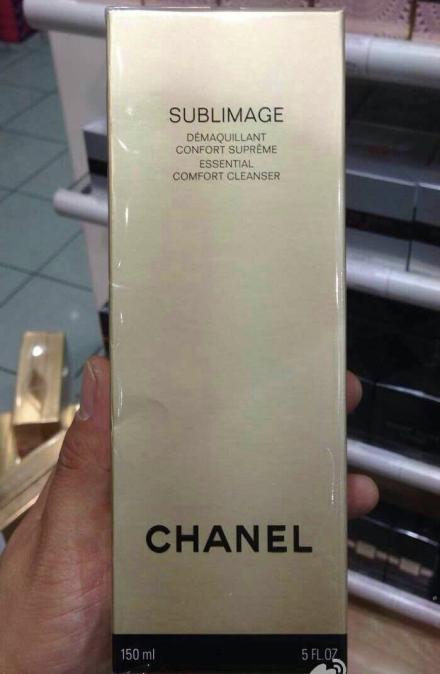 SUBLIMAGE
DÉMAQUILLANT
CONFORT SUPRÊME
ESSENTIAL
COMFORT CLEANSER
CHANEL
150 ml 5 FL.OZ